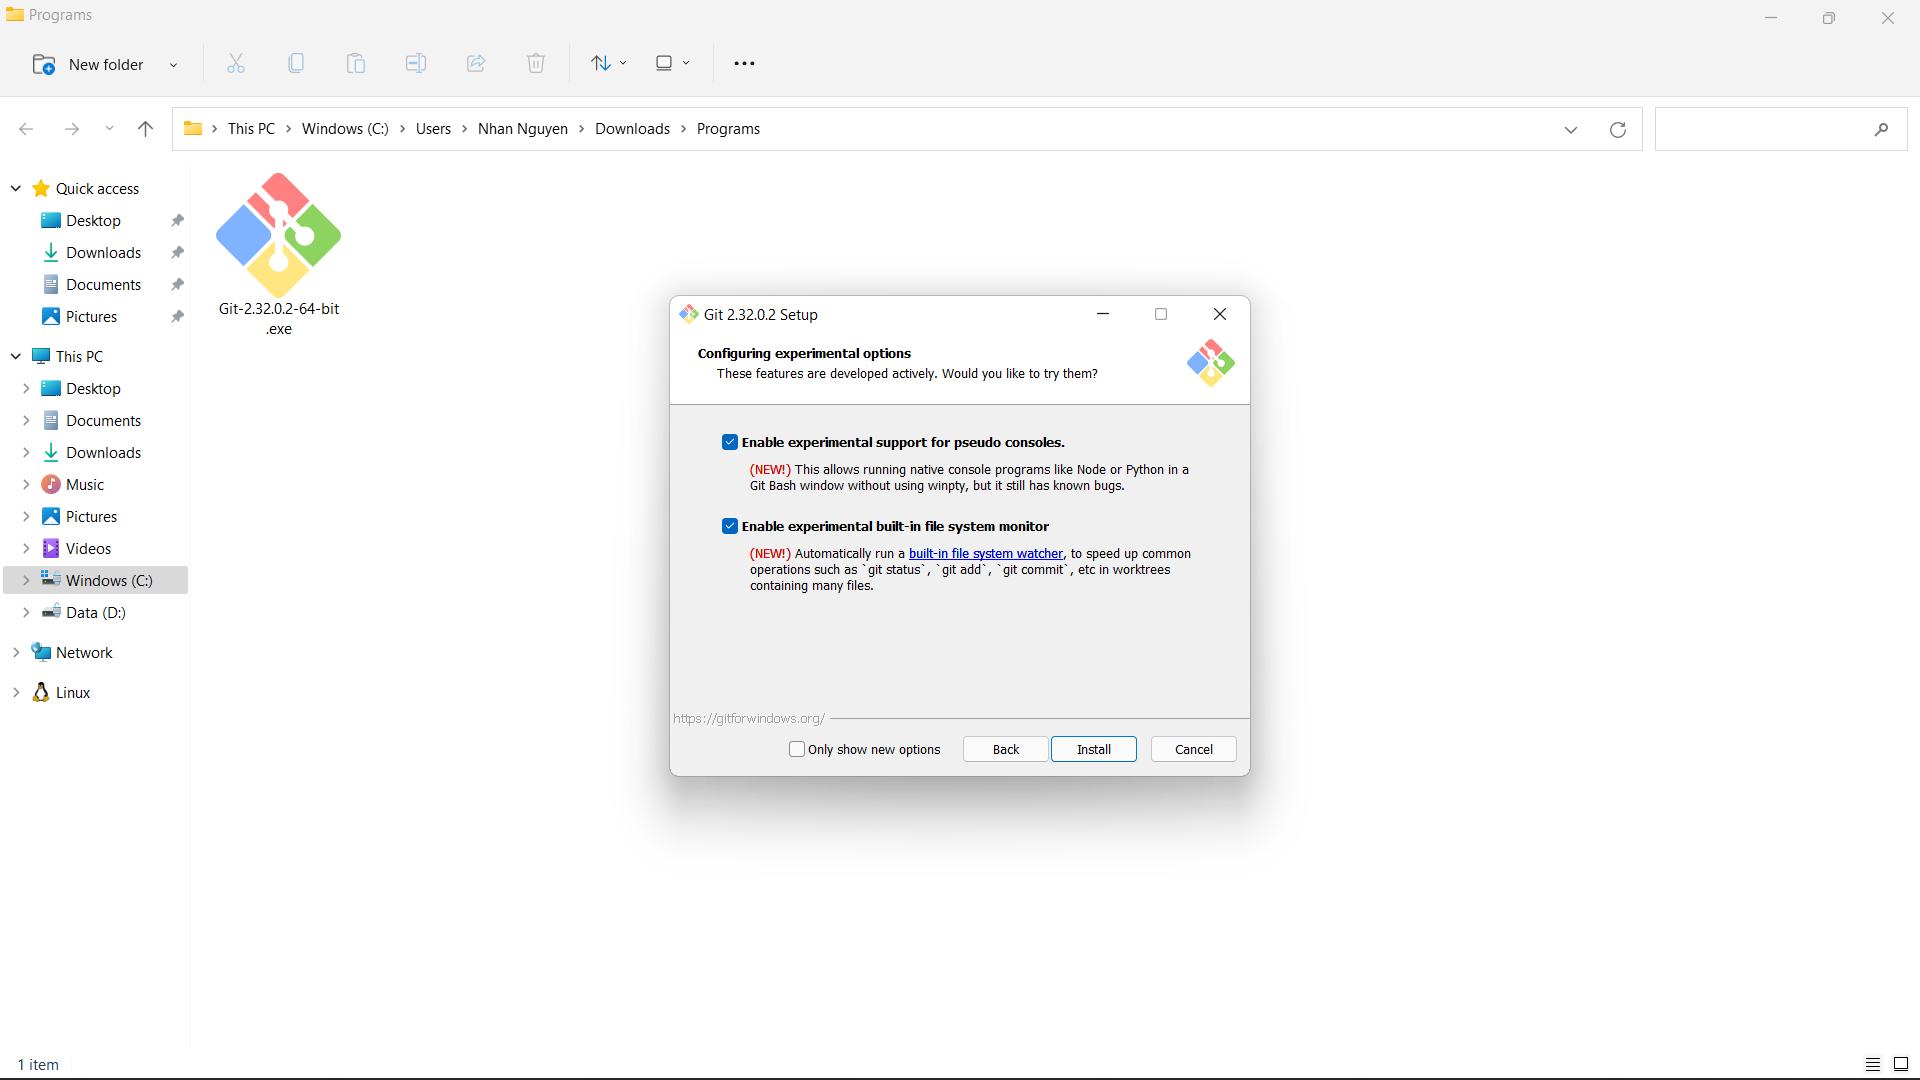 Programs
New folder
This PC
Windows (C:)
Users
Nhan Nguyen
Downloads
Programs
Quick access
Desktop
Downloads
Documents
Pictures
This PC
Desktop
Documents
Downloads
Music
Pictures
Videos
Windows (C:)
Data (D:)
Network
Linux
Git-2.32.0.2-64-bit
.exe
Git 2.32.0.2 Setup
Configuring experimental options
These features are developed actively. Would you like to try them?
Enable experimental support for pseudo consoles.
(NEW!) This allows running native console programs like Node or Python in a
Git Bash window without using winpty, but it still has known bugs.
Enable experimental built-in file system monitor
(NEW!) Automatically run a built-in file system watcher, to speed up common
operations such as `git status`, `git add`, `git commit`, etc in worktrees
containing many files.
https://gitforwindows.org/
Only show new options
Back
Install
Cancel
1 item